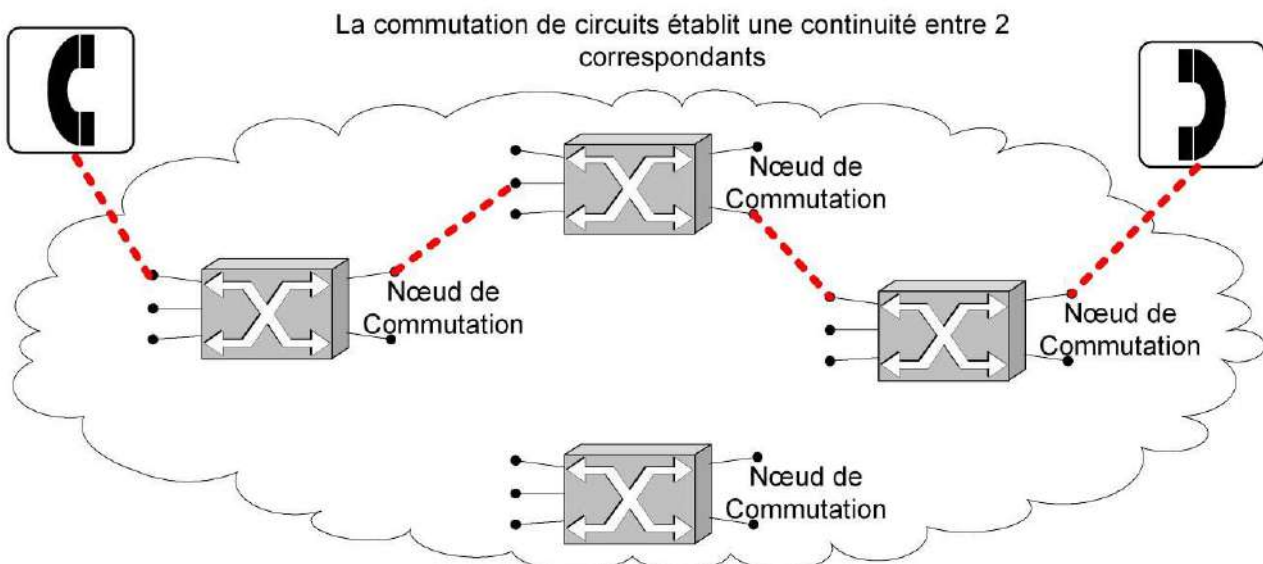 La commutation de circuits établit une continuité entre 2
correspondants
Nœud de
Commutation
Nœud de
Commutation
Nœud de
Commutation
Nœud de
Commutation